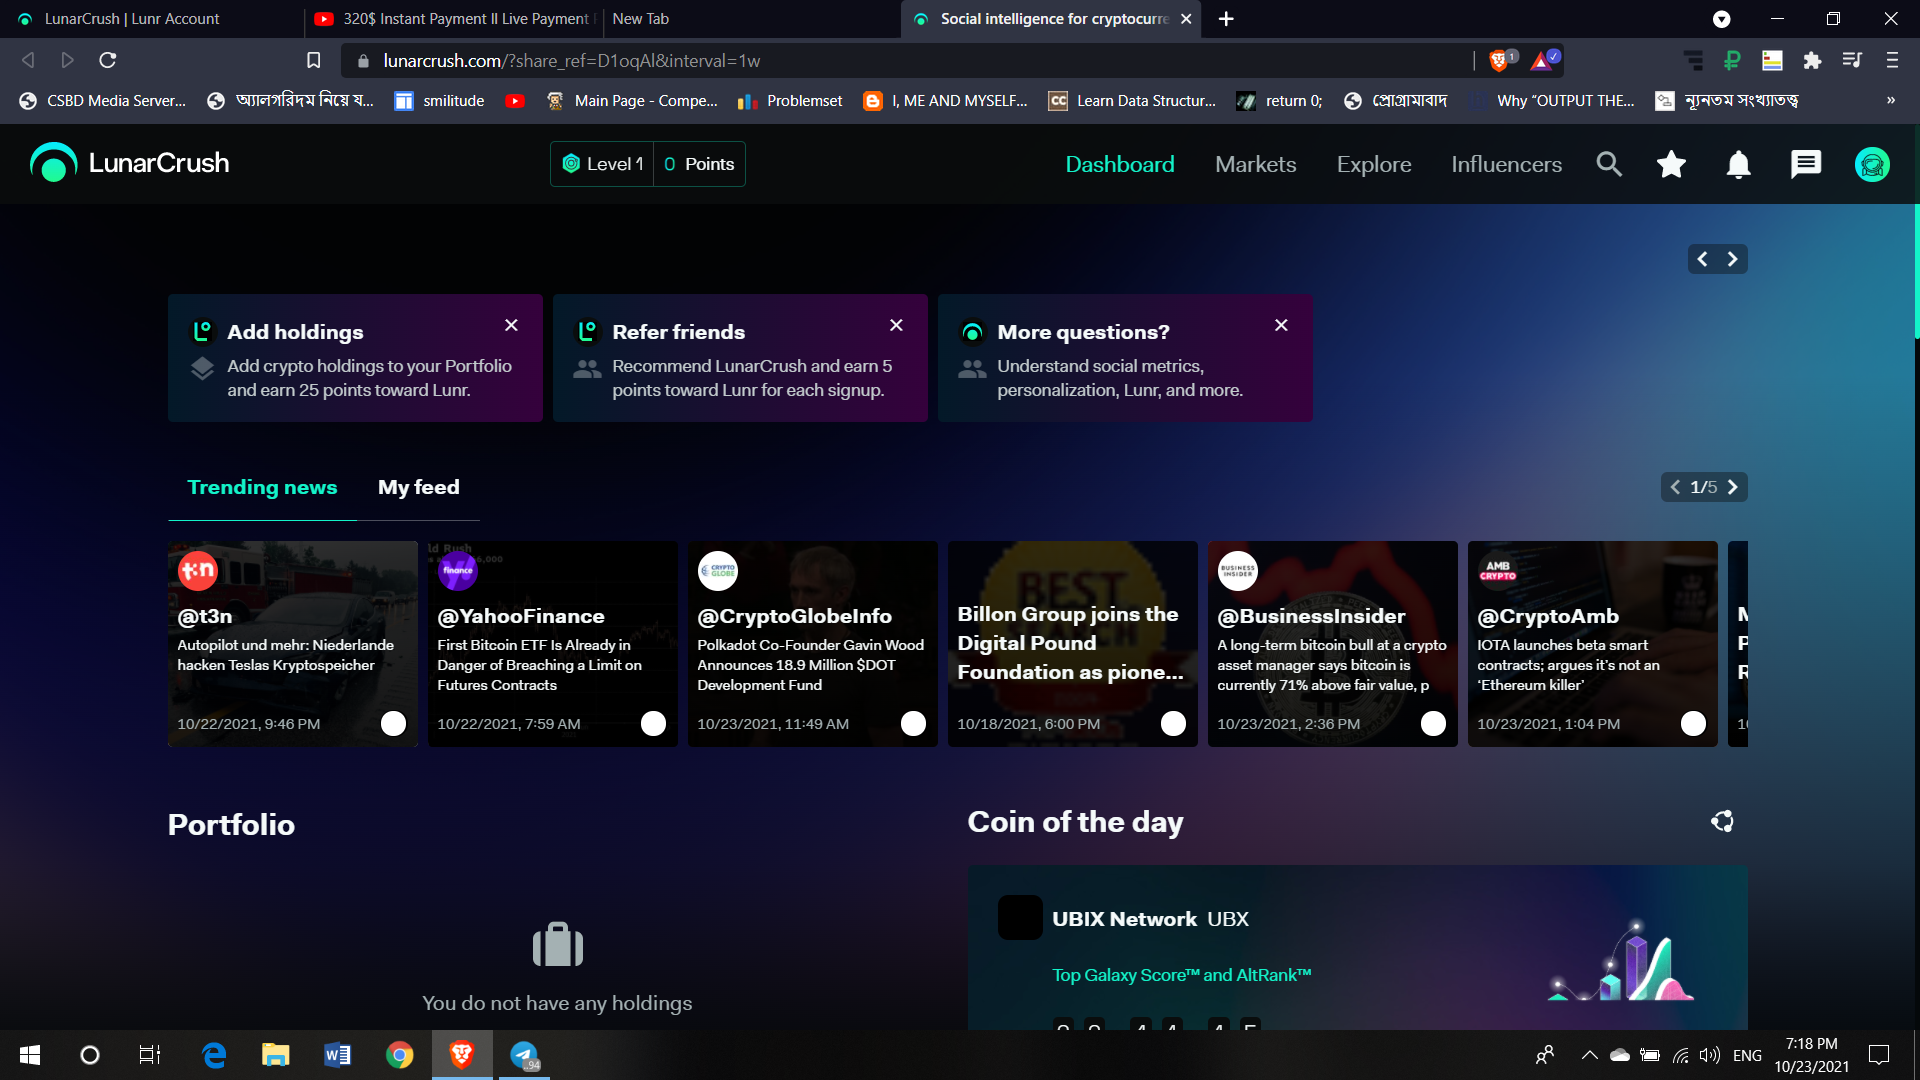 LunarCrush | Lunr Account
320$ Instant Payment II Live Payment
New Tab
Social intelligence for cryptocurre
lunarcrush.com/?share_ref=D1oqAl&interval=1w
CSBD Media Server...
অ্যালগরিদম নিয়ে য...
smilitude
Main Page - Compe...
Problemset
I, ME AND MYSELF...
Learn Data Structur...
return 0;
প্রোগ্রামাবাদ
Why “OUTPUT THE...
ন্যূনতম সংখ্যাতত্ত্ব
»
LunarCrush
Level 1
0 Points
Dashboard
Markets
Explore
Influencers
Add holdings
Add crypto holdings to your Portfolio
and earn 25 points toward Lunr.
Refer friends
Recommend LunarCrush and earn 5
points toward Lunr for each signup.
More questions?
Understand social metrics,
personalization, Lunr, and more.
Trending news
My feed
1/5
t3n
@t3n
Autopilot und mehr: Niederlande
hacken Teslas Kryptospeicher
10/22/2021, 9:46 PM
finance
@YahooFinance
First Bitcoin ETF Is Already in
Danger of Breaching a Limit on
Futures Contracts
10/22/2021, 7:59 AM
CRYPTO
GLOBE
@CryptoGlobeInfo
Polkadot Co-Founder Gavin Wood
Announces 18.9 Million $DOT
Development Fund
10/23/2021, 11:49 AM
BEST
Billon Group joins the
Digital Pound
Foundation as pione...
10/18/2021, 6:00 PM
BUSINESS
INSIDER
@BusinessInsider
A long-term bitcoin bull at a crypto
asset manager says bitcoin is
currently 71% above fair value, p
10/23/2021, 2:36 PM
AMB
CRYPTO
@CryptoAmb
IOTA launches beta smart
contracts; argues it's not an
‘Ethereum killer’
10/23/2021, 1:04 PM
Portfolio
You do not have any holdings
Coin of the day
UBIX Network UBX
Top Galaxy Score™ and AltRank™
94
ENG
7:18 PM
10/23/2021